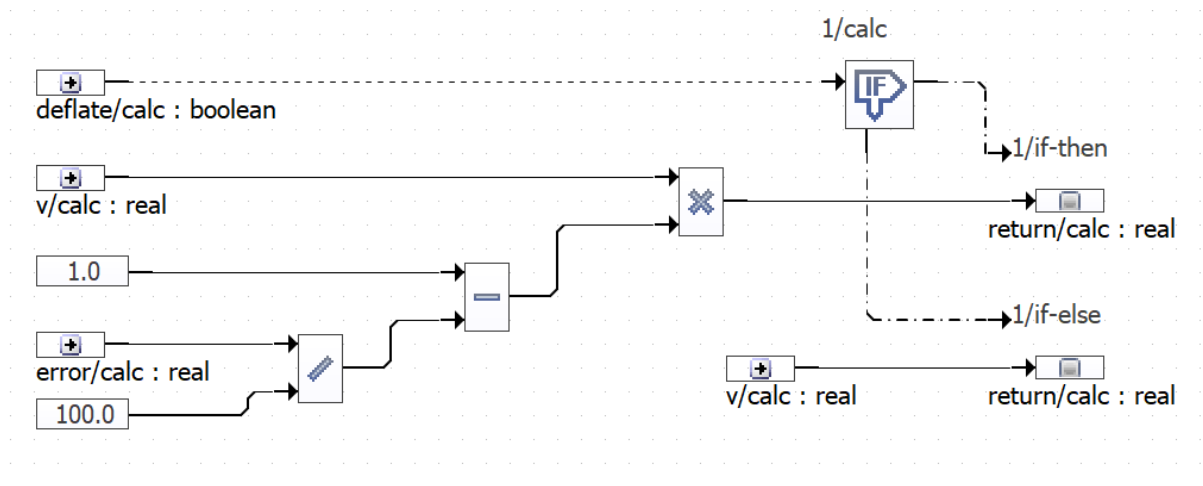 1/calc
IF
deflate/calc : boolean
1/if-then
v/calc : real
return/calc : real
1.0
1/if-else
error/calc : real
v/calc : real
return/calc : real
100.0